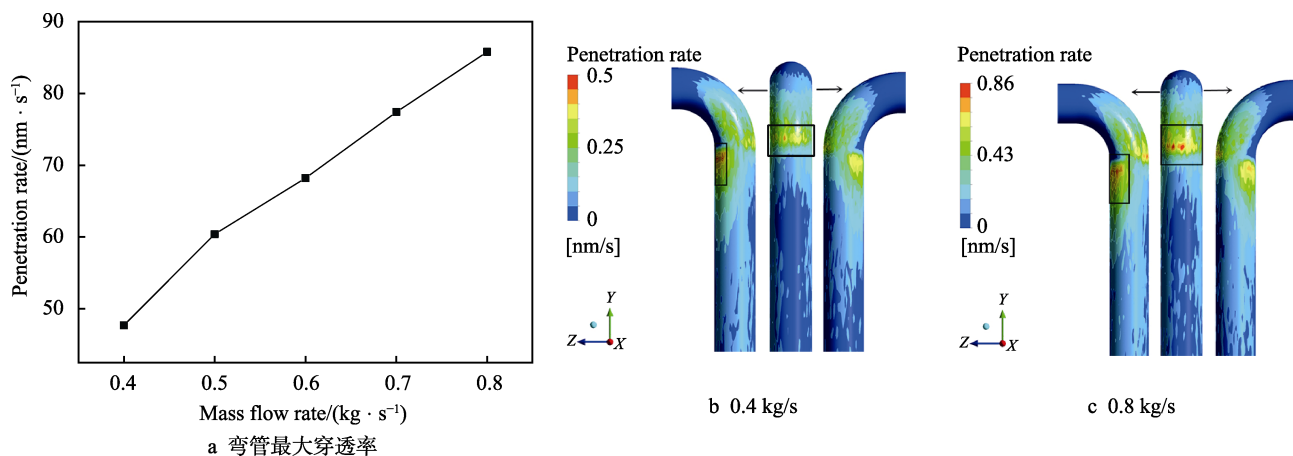 90
80
70
60
50
Penetration rate/(nm · s⁻¹)
0.4 0.5 0.6 0.7 0.8
Mass flow rate/(kg · s⁻¹)
a 弯管最大穿透率
Penetration rate
0.5
0.25
0
[nm/s]
Y
Z X
b 0.4 kg/s
Penetration rate
0.86
0.43
0
[nm/s]
Y
Z X
c 0.8 kg/s